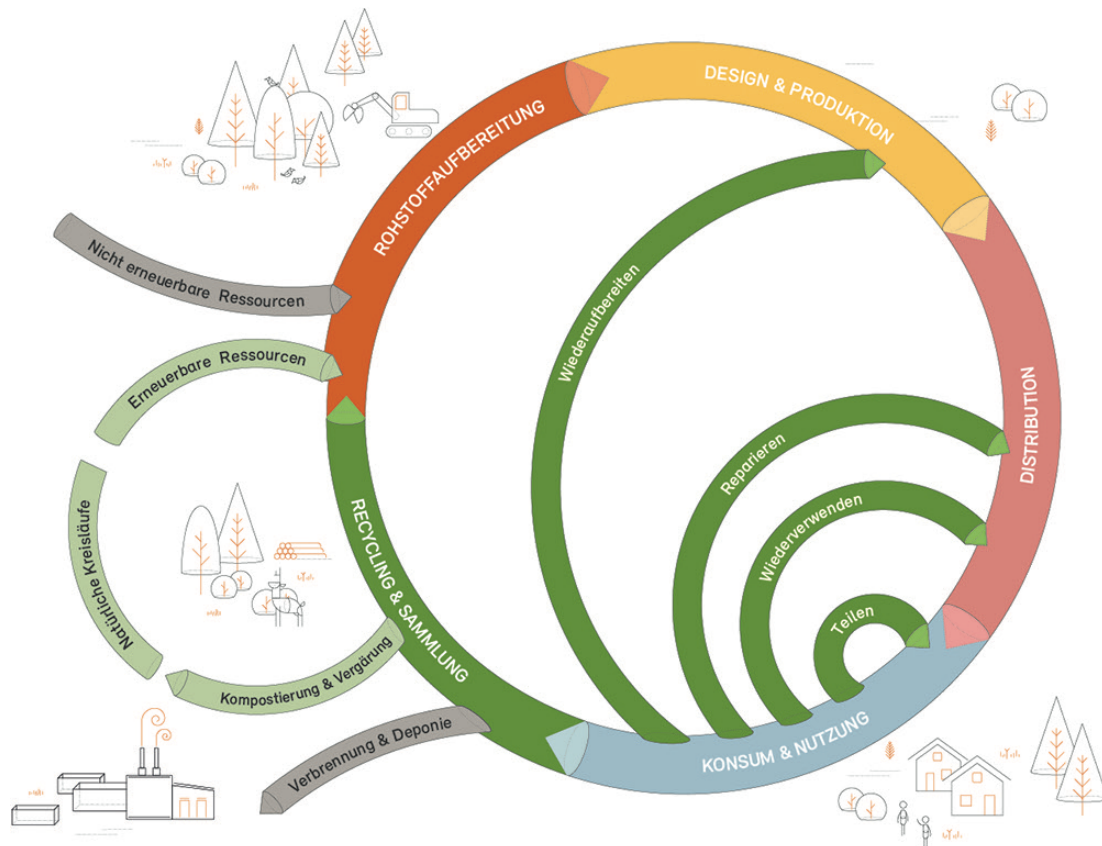 DESIGN & PRODUKTION
ROHSTOFFAUFBEREITUNG
Nicht erneuerbare Ressourcen
Erneuerbare Ressourcen
Wiederaufbereiten
DISTRIBUTION
Reparieren
Wiederverwenden
Natürliche Kreisläufe
RECYCLING & SAMMLUNG
Teilen
Kompostierung & Vergärung
KONSUM & NUTZUNG
Verbrennung & Deponie